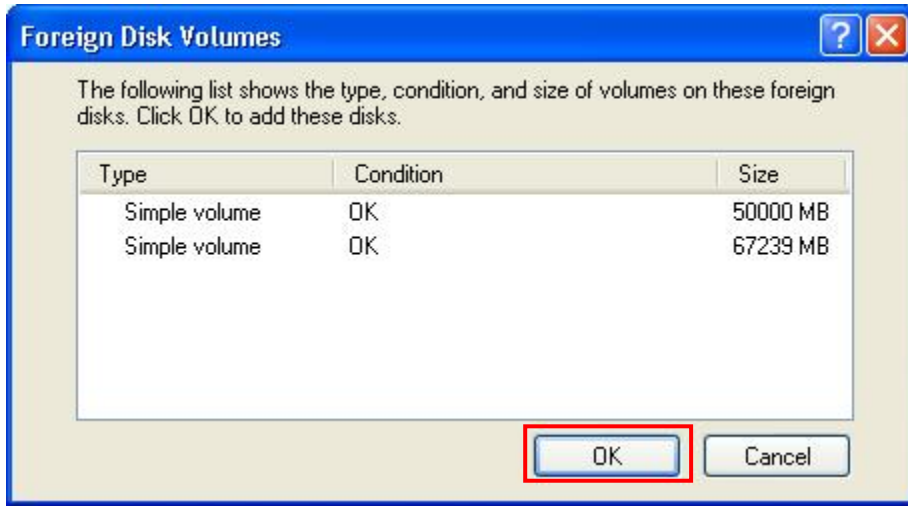 Foreign Disk Volumes
The following list shows the type, condition, and size of volumes on these foreign
disks. Click OK to add these disks.
Type Condition Size
Simple volume OK 50000 MB
Simple volume OK 67239 MB
OK Cancel